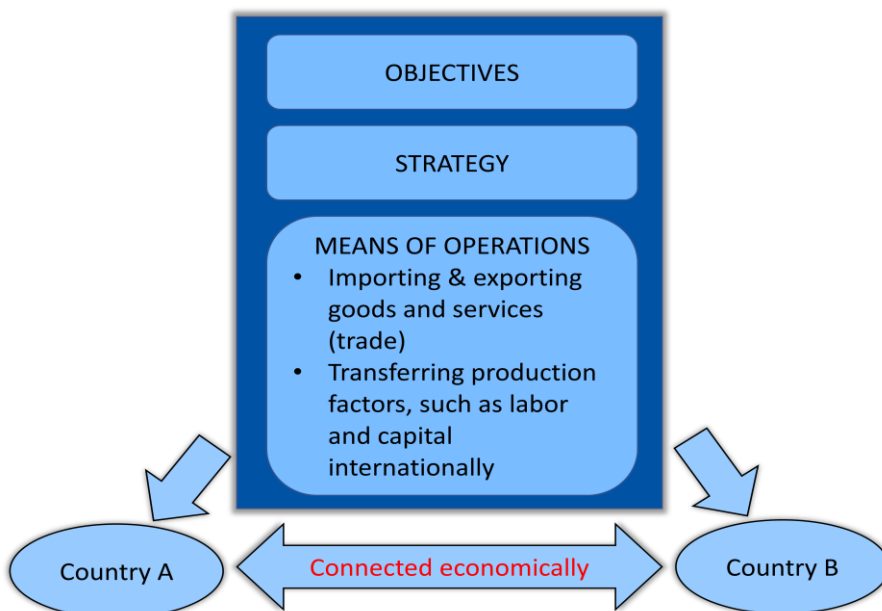 OBJECTIVES
STRATEGY
MEANS OF OPERATIONS
• Importing & exporting
goods and services
(trade)
• Transferring production
factors, such as labor
and capital
internationally
Country A
Connected economically
Country B